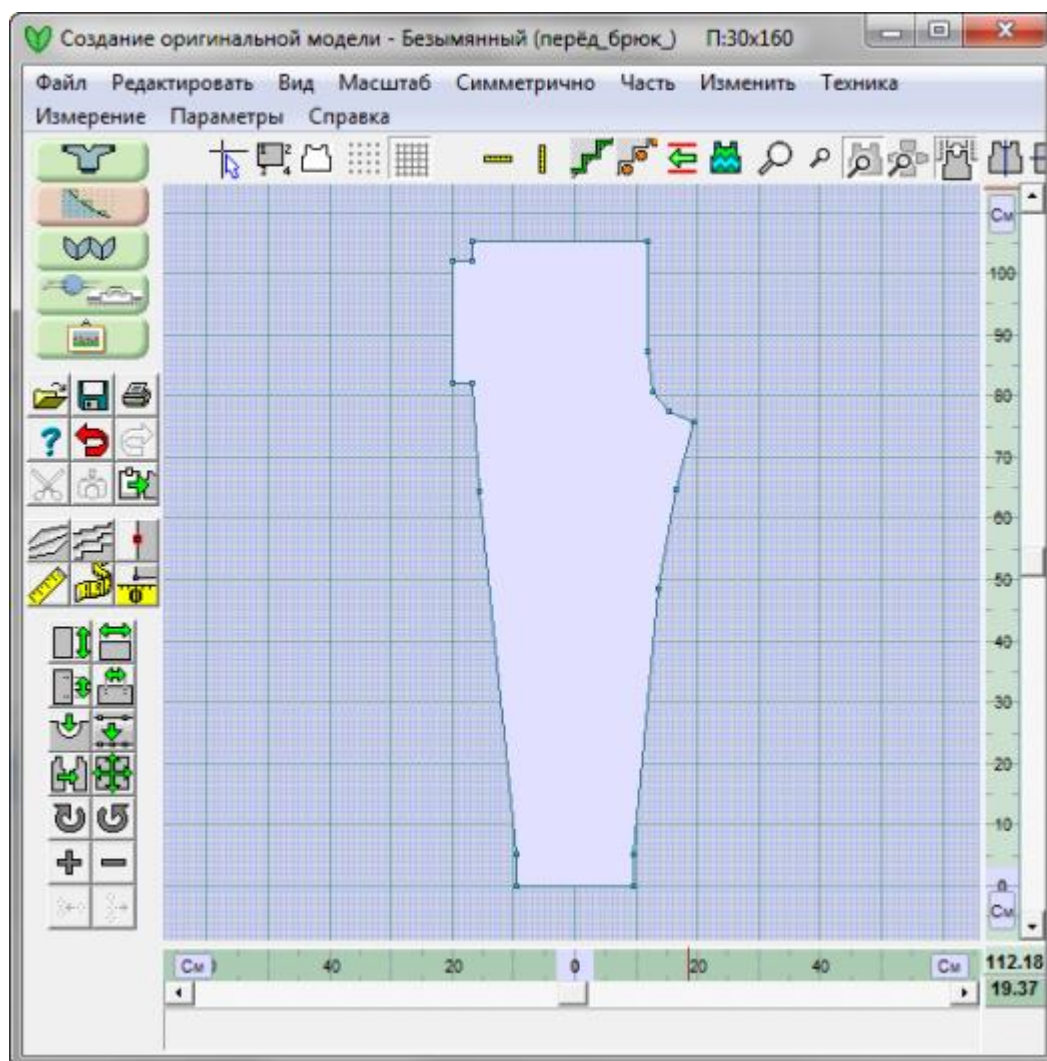 Создание оригинальной модели - Безымянный (перёд_брюк_) П:30x160
Файл Редактировать Вид Масштаб Симметрично Часть Изменить Техника
Измерение Параметры Справка
См
100
90
80
70
60
50
40
30
20
10
0
См
См 40 20 0 20 40 См
112.18
19.37